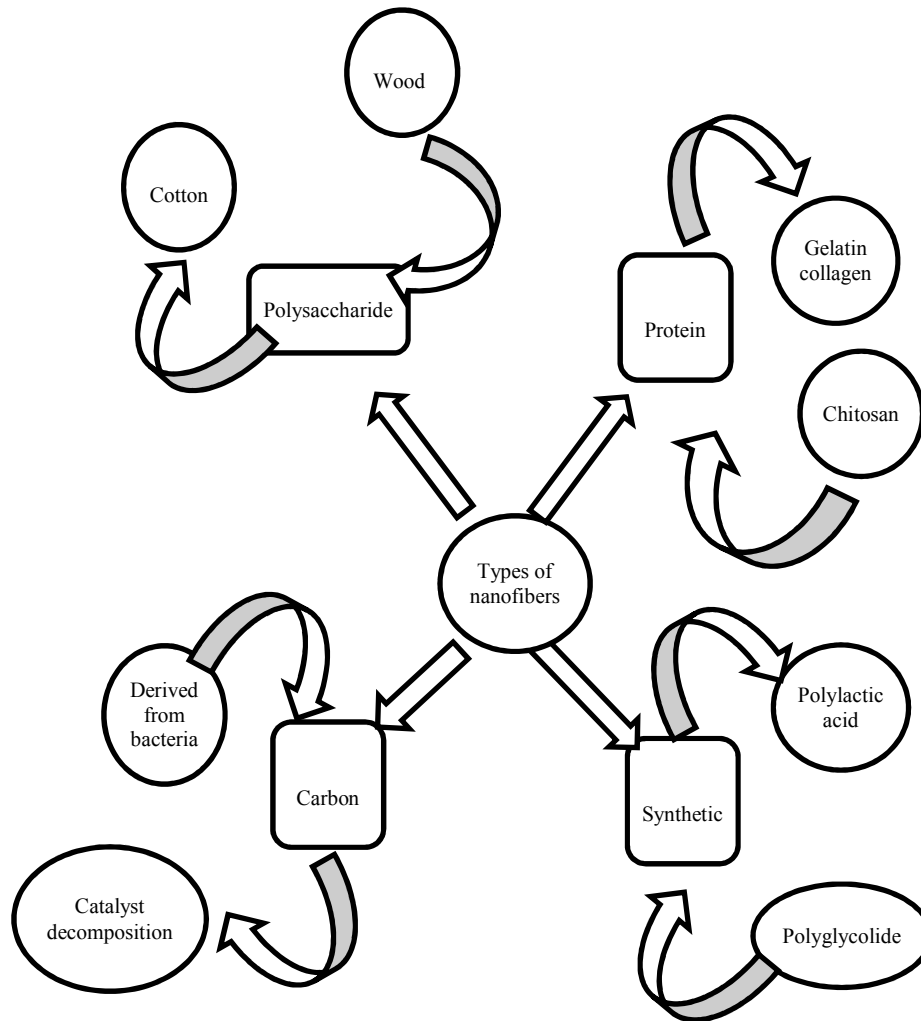 Wood
Cotton
Gelatin
collagen
Polysaccharide
Protein
Chitosan
Types of
nanofibers
Derived
from
bacteria
Polylactic
acid
Carbon
Synthetic
Catalyst
decomposition
Polyglycolide